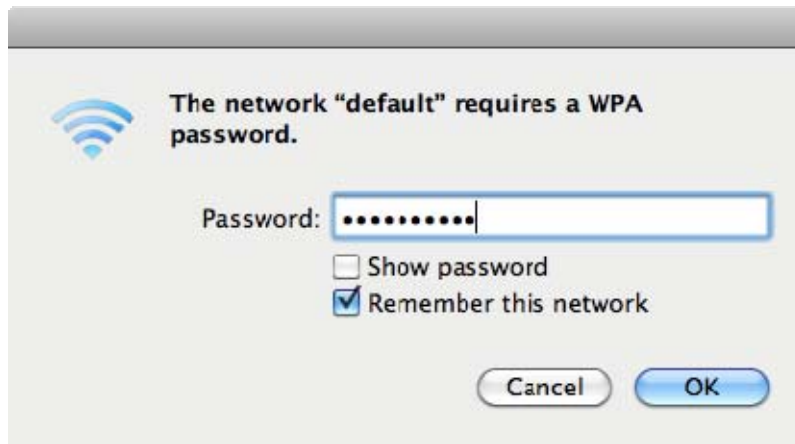 The network “default” requires a WPA
password.
Password: ••••••••••
Show password
Remember this network
Cancel OK